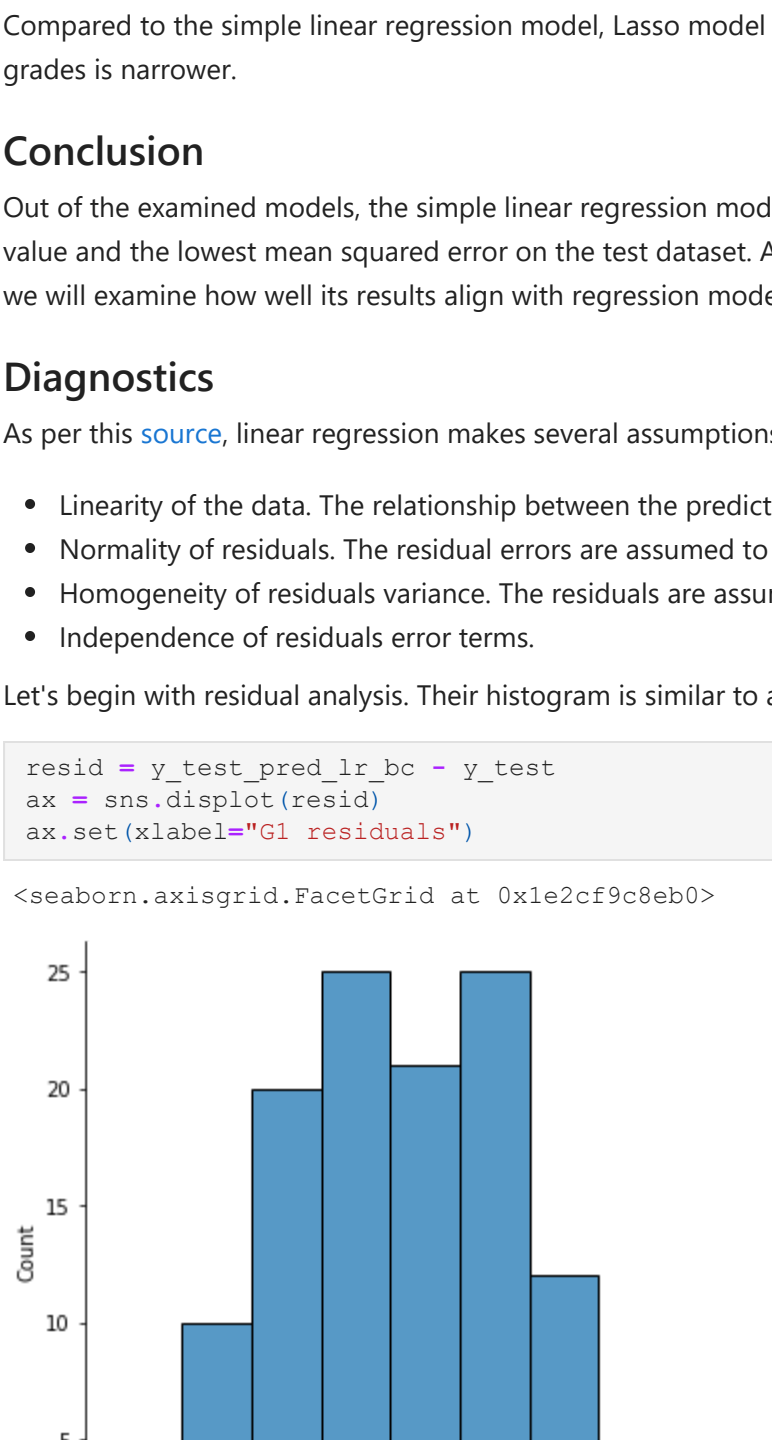 Compared to the simple linear regression model, Lasso model
grades is narrower.
Conclusion
Out of the examined models, the simple linear regression mod
value and the lowest mean squared error on the test dataset. A
we will examine how well its results align with regression mode
Diagnostics
As per this source, linear regression makes several assumptions
• Linearity of the data. The relationship between the predict
• Normality of residuals. The residual errors are assumed to
• Homogeneity of residuals variance. The residuals are assu
• Independence of residuals error terms.
Let's begin with residual analysis. Their histogram is similar to a
resid = y_test_pred_lr_bc - y_test
ax = sns.displot(resid)
ax.set(xlabel="G1 residuals")
<seaborn.axisgrid.FacetGrid at 0x1e2cf9c8eb0>
25
20
15
Count
10
5